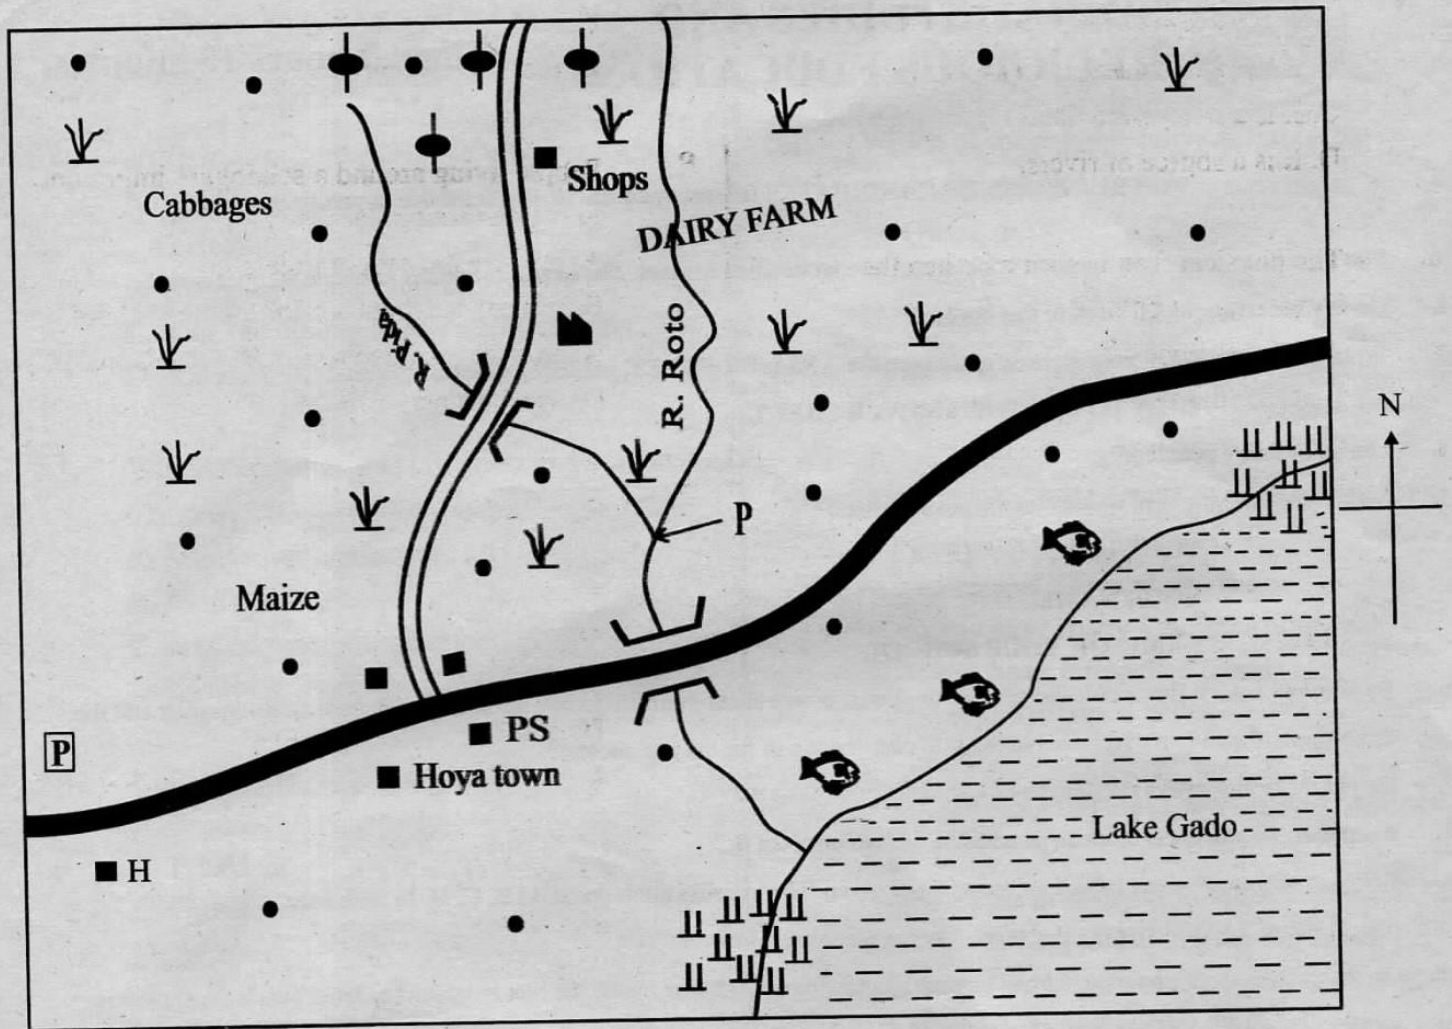 Shops
Cabbages
DAIRY FARM
R. Pida
R. Roto
N
P
Maize
PS
P
Hoya town
Lake Gado
H